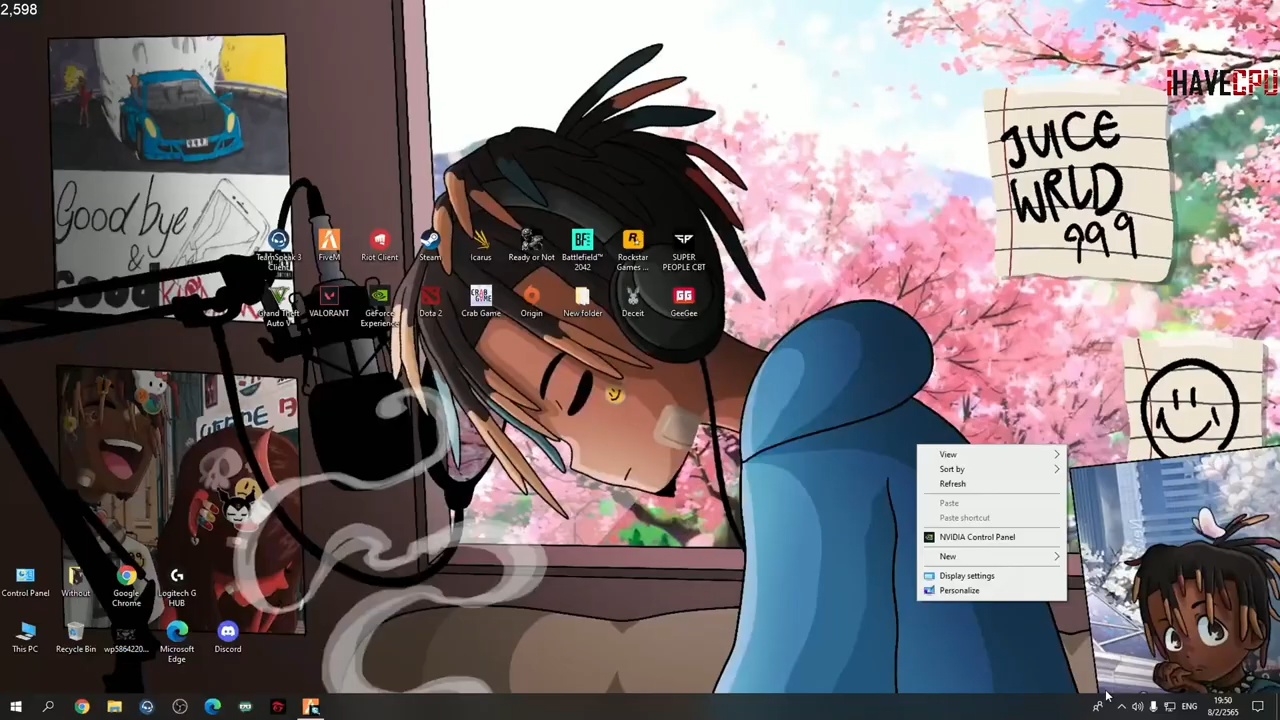 2,598
iHAVECPU
JUICE
WRLD
999
Goodbye
&
Good
TeamSpeak 3
Client
FiveM
Riot Client
Steam
Icarus
Ready or Not
Battlefield™
2042
Rockstar
Games ...
SUPER
PEOPLE CBT
Grand Theft
Auto V
VALORANT
GeForce
Experience
Dota 2
Crab Game
Origin
New folder
Deceit
GeeGee
View
Sort by
Refresh
Paste
Paste shortcut
NVIDIA Control Panel
New
Display settings
Personalize
Control Panel
Without
Google
Chrome
Logitech G
HUB
This PC
Recycle Bin
wp5864220...
Microsoft
Edge
Discord
ENG
19:50
8/2/2565